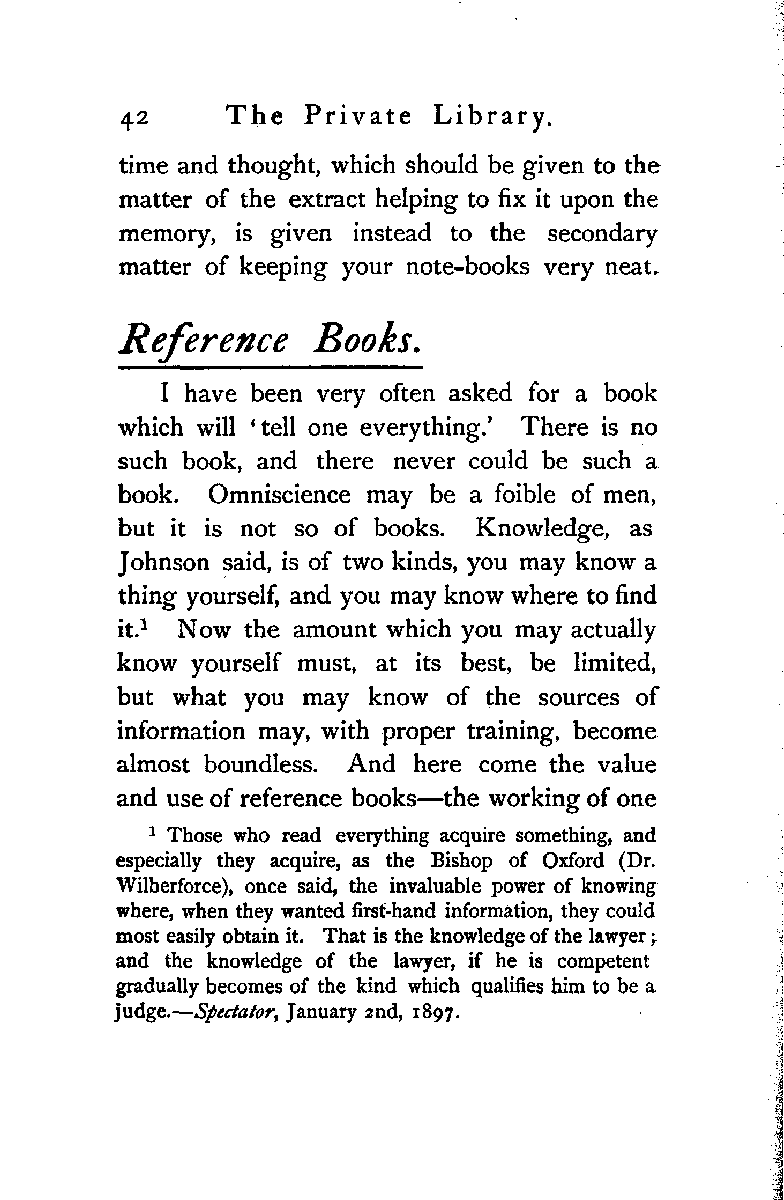 42 The Private Library.
time and thought, which should be given to the
matter of the extract helping to fix it upon the
memory, is given instead to the secondary
matter of keeping your note-books very neat.
Reference Books.
I have been very often asked for a book
which will ‘tell one everything.’ There is no
such book, and there never could be such a
book. Omniscience may be a foible of men,
but it is not so of books. Knowledge, as
Johnson said, is of two kinds, you may know a
thing yourself, and you may know where to find
it.¹ Now the amount which you may actually
know yourself must, at its best, be limited,
but what you may know of the sources of
information may, with proper training, become
almost boundless. And here come the value
and use of reference books—the working of one
¹ Those who read everything acquire something, and
especially they acquire, as the Bishop of Oxford (Dr.
Wilberforce), once said, the invaluable power of knowing
where, when they wanted first-hand information, they could
most easily obtain it. That is the knowledge of the lawyer;
and the knowledge of the lawyer, if he is competent
gradually becomes of the kind which qualifies him to be a
judge.—Spectator, January 2nd, 1897.